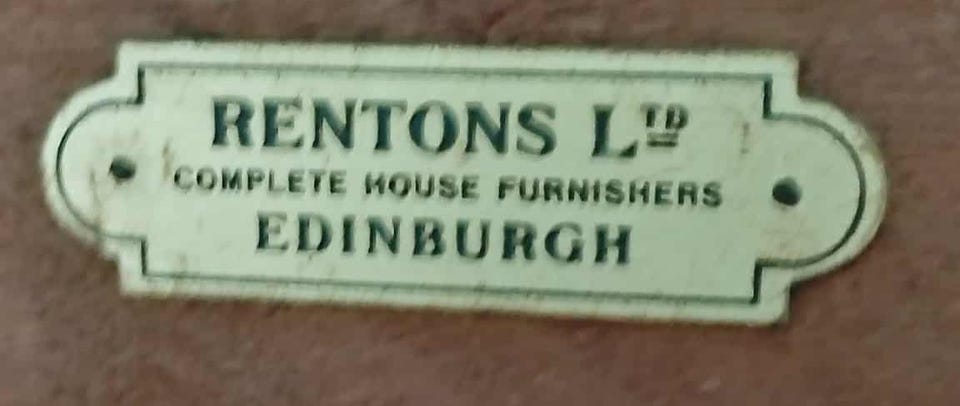 RENTONS LTD
COMPLETE HOUSE FURNISHERS
EDINBURGH